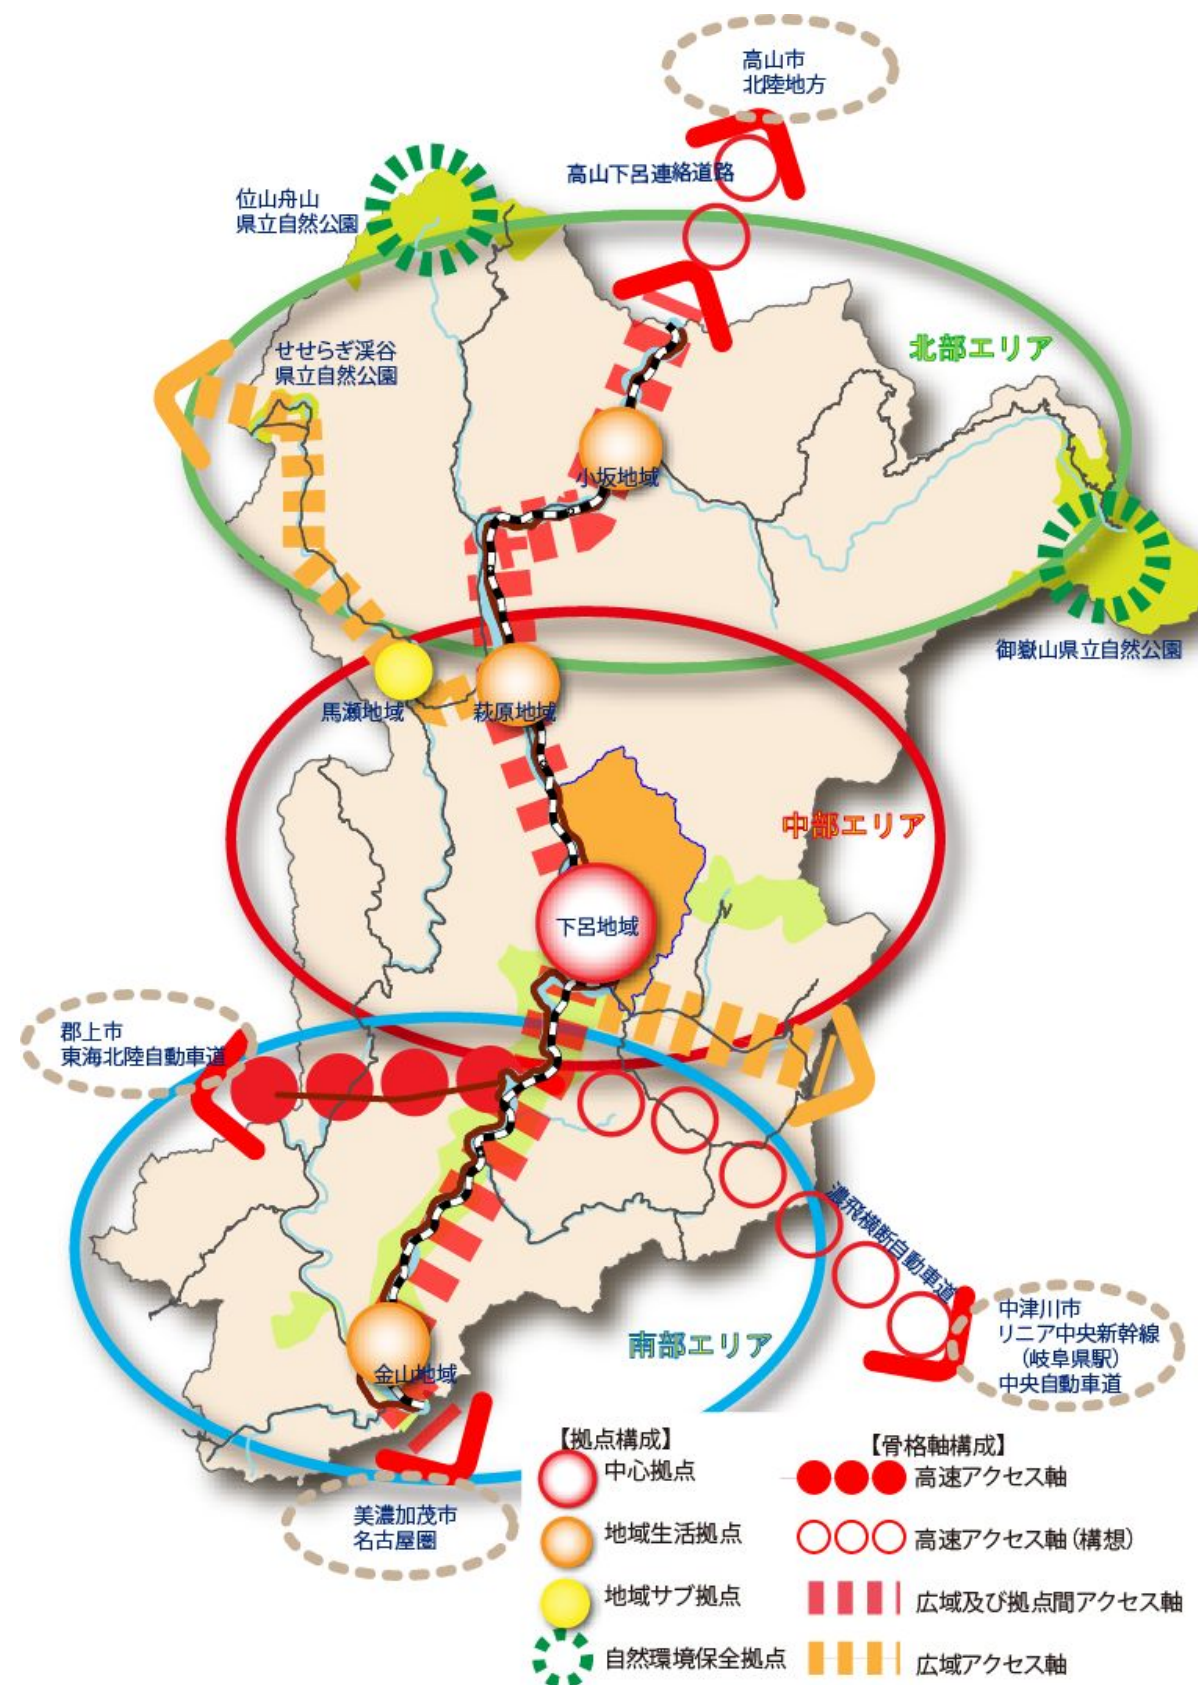 高山市
北陸地方
高山下呂連絡道路
位山舟山
県立自然公園
北部エリア
せせらぎ渓谷
県立自然公園
小坂地域
御嶽山県立自然公園
馬瀬地域
萩原地域
中部エリア
下呂地域
郡上市
東海北陸自動車道
濃飛横断自動車道
中津川市
リニア中央新幹線
（岐阜県駅）
中央自動車道
南部エリア
金山地域
美濃加茂市
名古屋圏
【拠点構成】
中心拠点
地域生活拠点
地域サブ拠点
自然環境保全拠点
【骨格軸構成】
高速アクセス軸
高速アクセス軸（構想）
広域及び拠点間アクセス軸
広域アクセス軸